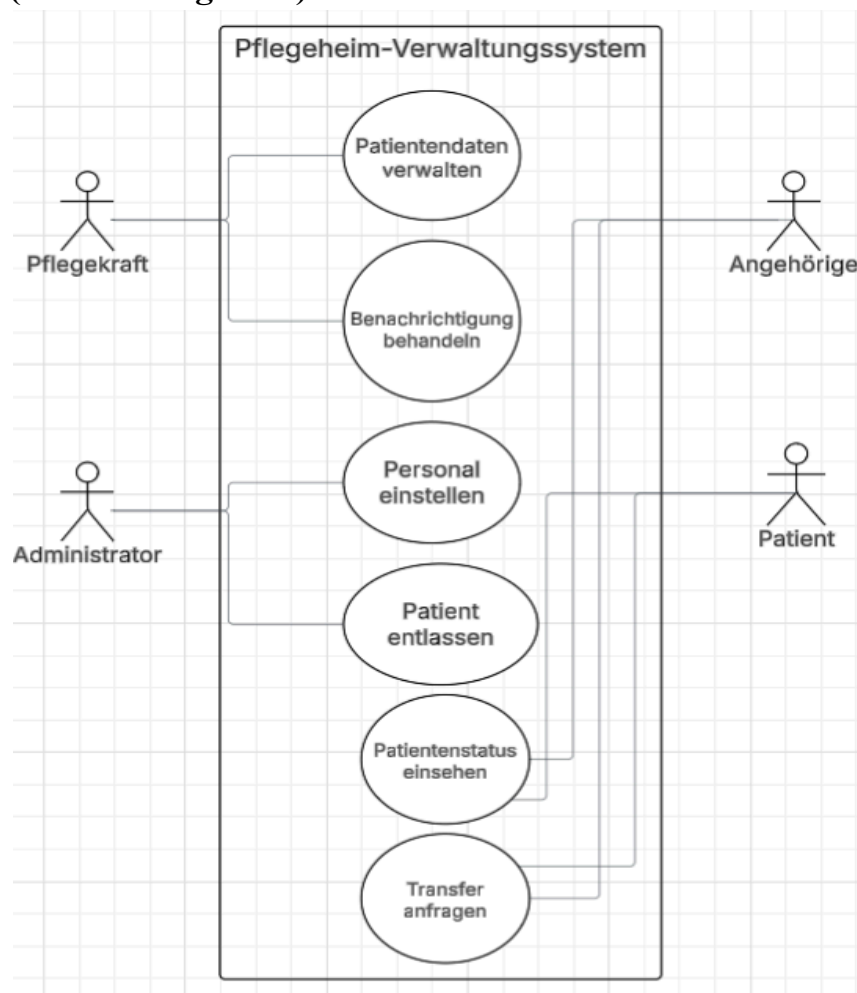 Pflegeheim-Verwaltungssystem
Patientendaten
verwalten
Pflegekraft
Angehörige
Benachrichtigung
behandeln
Personal
einstellen
Administrator
Patient
Patient
entlassen
Patientenstatus
einsehen
Transfer
anfragen